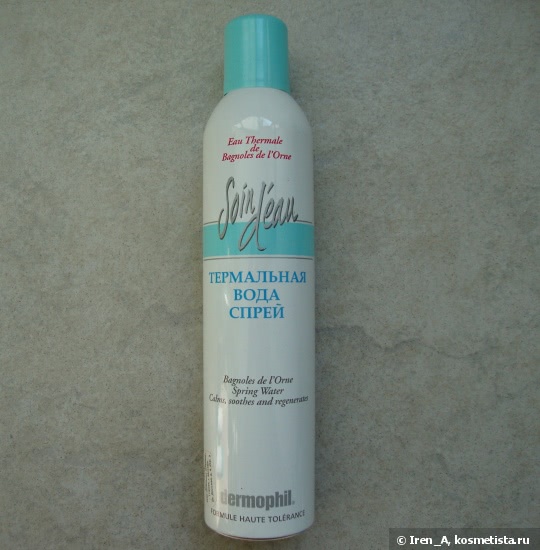 Eau Thermale
de
Bagnoles de l'Orne
Soin d'eau
ТЕРМАЛЬНАЯ
ВОДА
СПРЕЙ
Bagnoles de l'Orne
Spring Water
Calms, soothes and regenerates
dermophil®
FORMULE HAUTE TOLÉRANCE
© Iren_A, kosmetista.ru